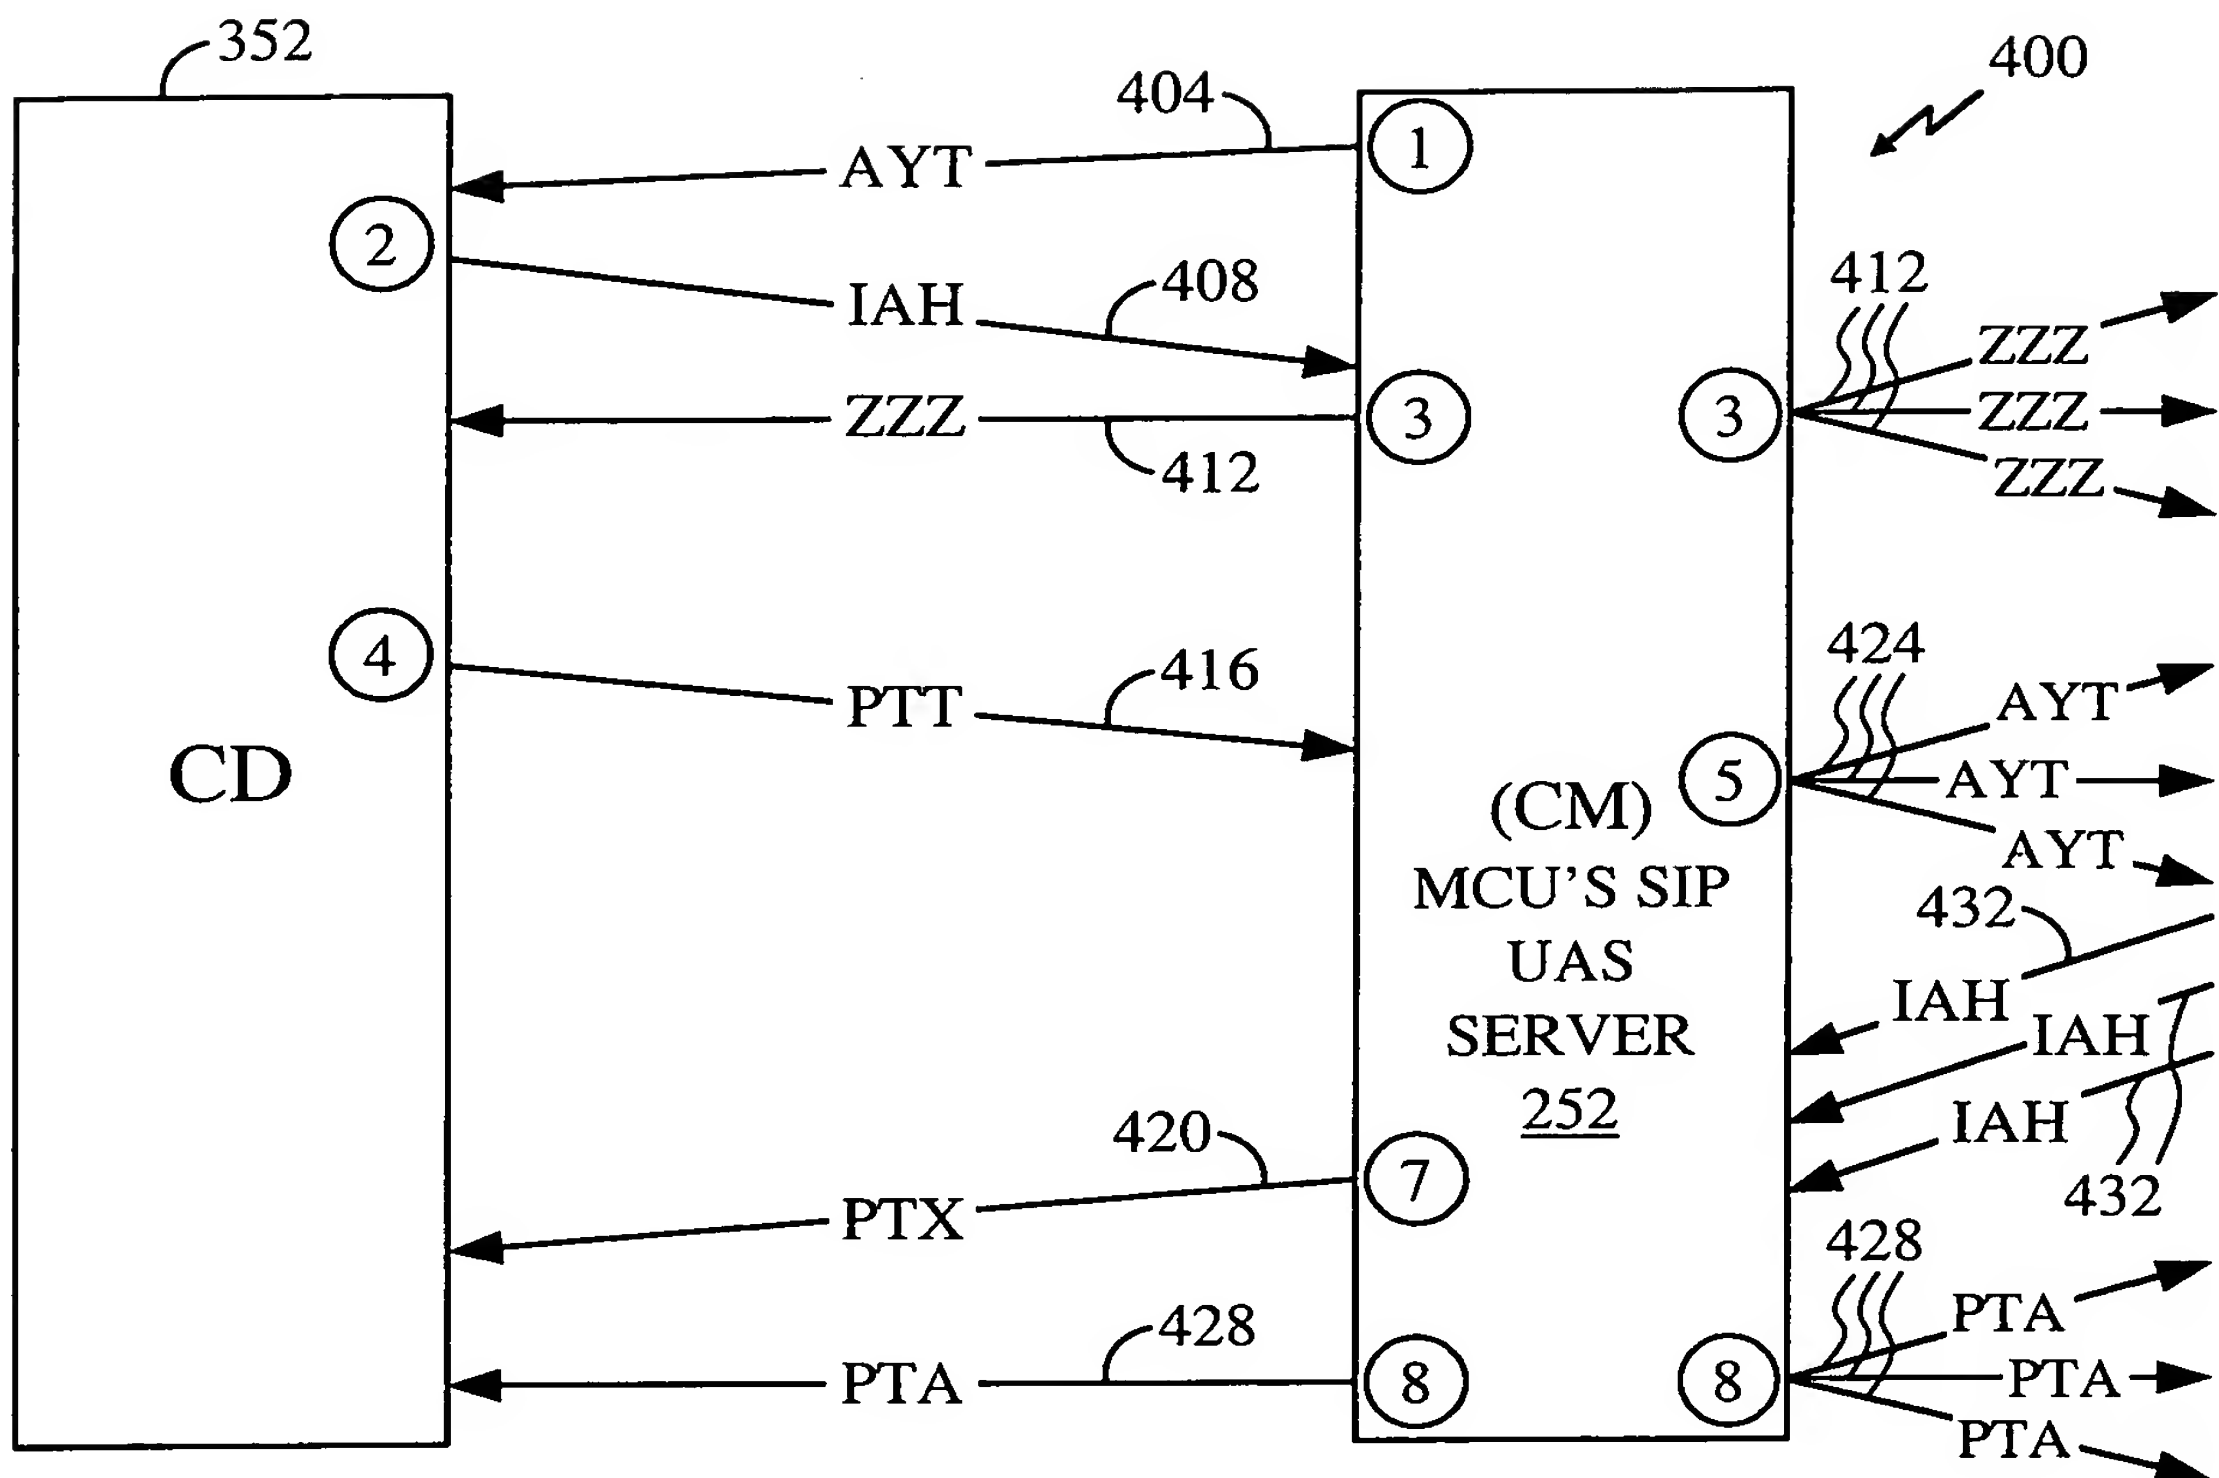 352
400
404
AYT
1
2
408
IAH
412
ZZZ
3
ZZZ
3
ZZZ
412
ZZZ
424
4
416
PTT
AYT
5
AYT
CD
(CM)
AYT
MCU'S SIP
432
UAS
IAH
SERVER
IAH
252
IAH
420
7
432
PTX
428
428
PTA
PTA
8
8
PTA
PTA